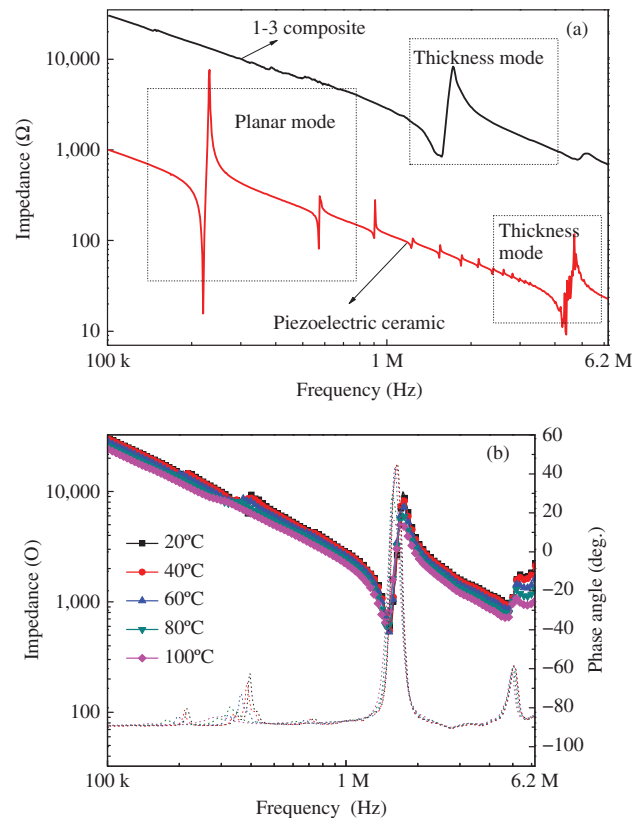 (a)
1-3 composite
Thickness mode
Planar mode
Thickness
mode
Piezoelectric ceramic
Impedance (Ω)
10,000
1,000
100
10
100 k
1 M
6.2 M
Frequency (Hz)
(b)
20ºC
40ºC
60ºC
80ºC
100ºC
Impedance (O)
10,000
1,000
100
60
40
20
0
−20
−40
−60
−80
−100
Phase angle (deg.)
100 k
1 M
6.2 M
Frequency (Hz)